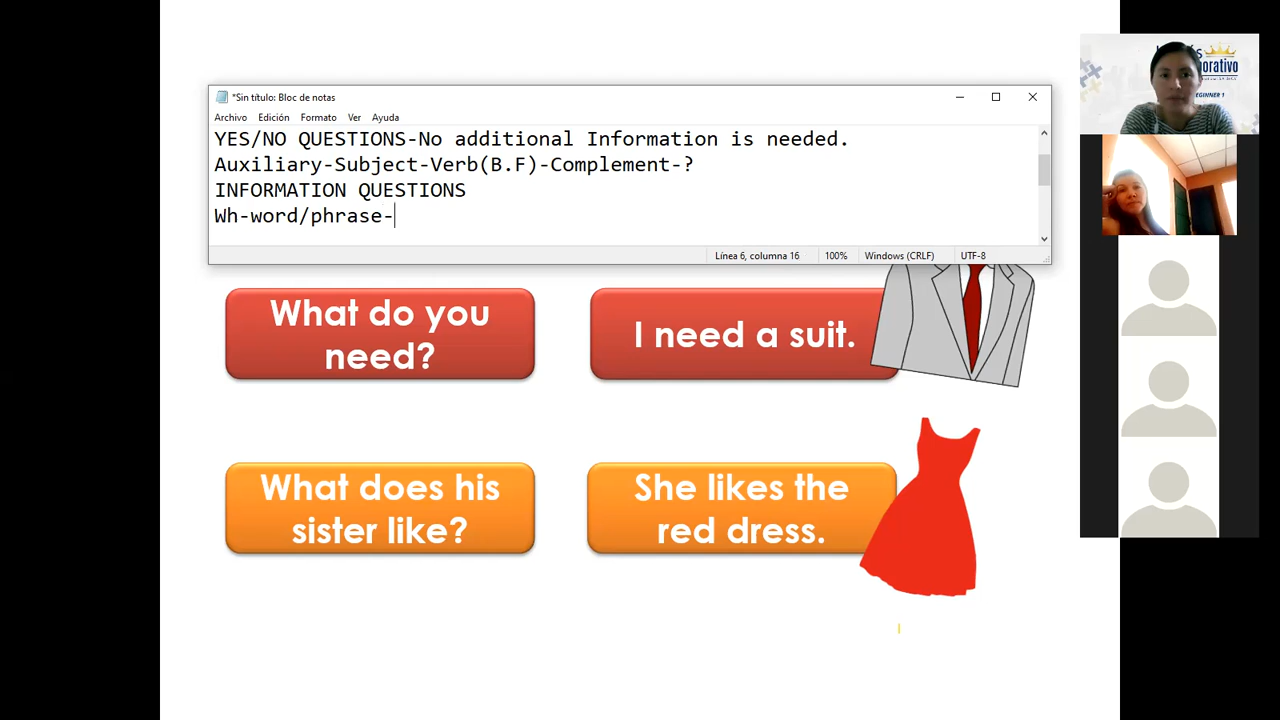 *Sin título: Bloc de notas
Archivo Edición Formato Ver Ayuda
YES/NO QUESTIONS-No additional Information is needed.
Auxiliary-Subject-Verb(B.F)-Complement-?
INFORMATION QUESTIONS
Wh-word/phrase-
Línea 6, columna 16 100% Windows (CRLF) UTF-8
What do you
need?
I need a suit.
What does his
sister like?
She likes the
red dress.